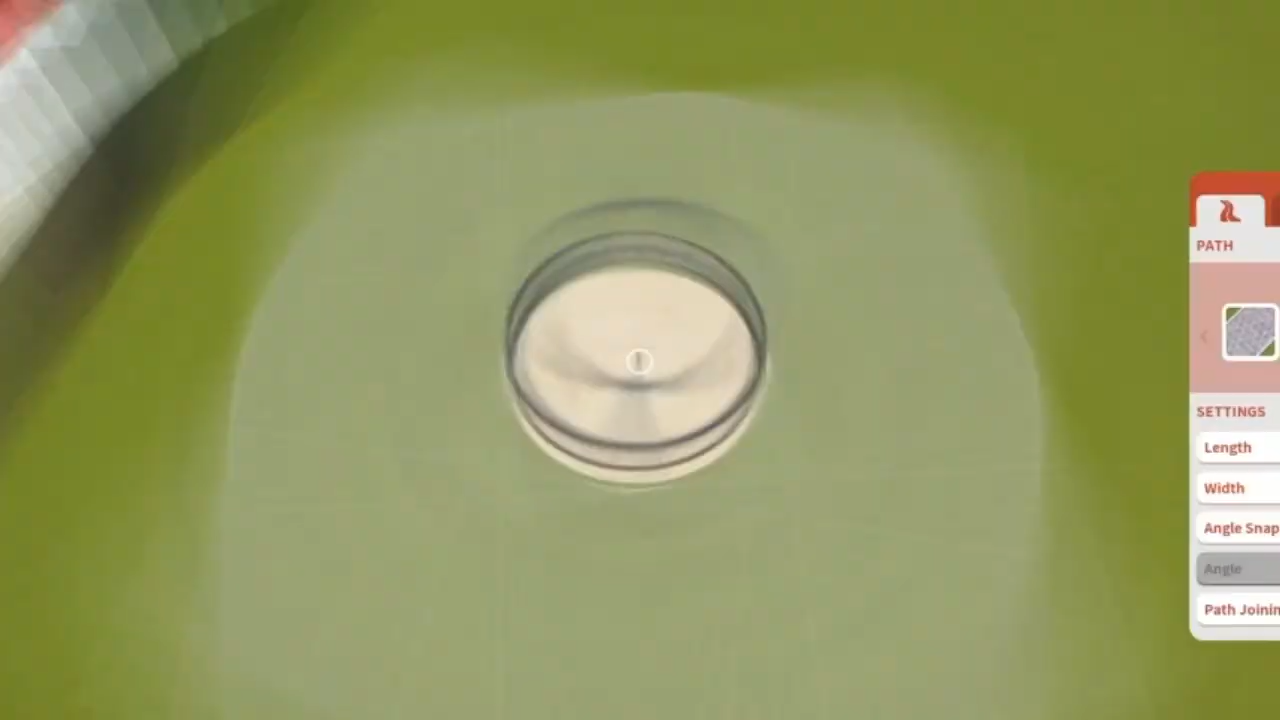 PATH
SETTINGS
Length
Width
Angle Snap
Angle
Path Joinin